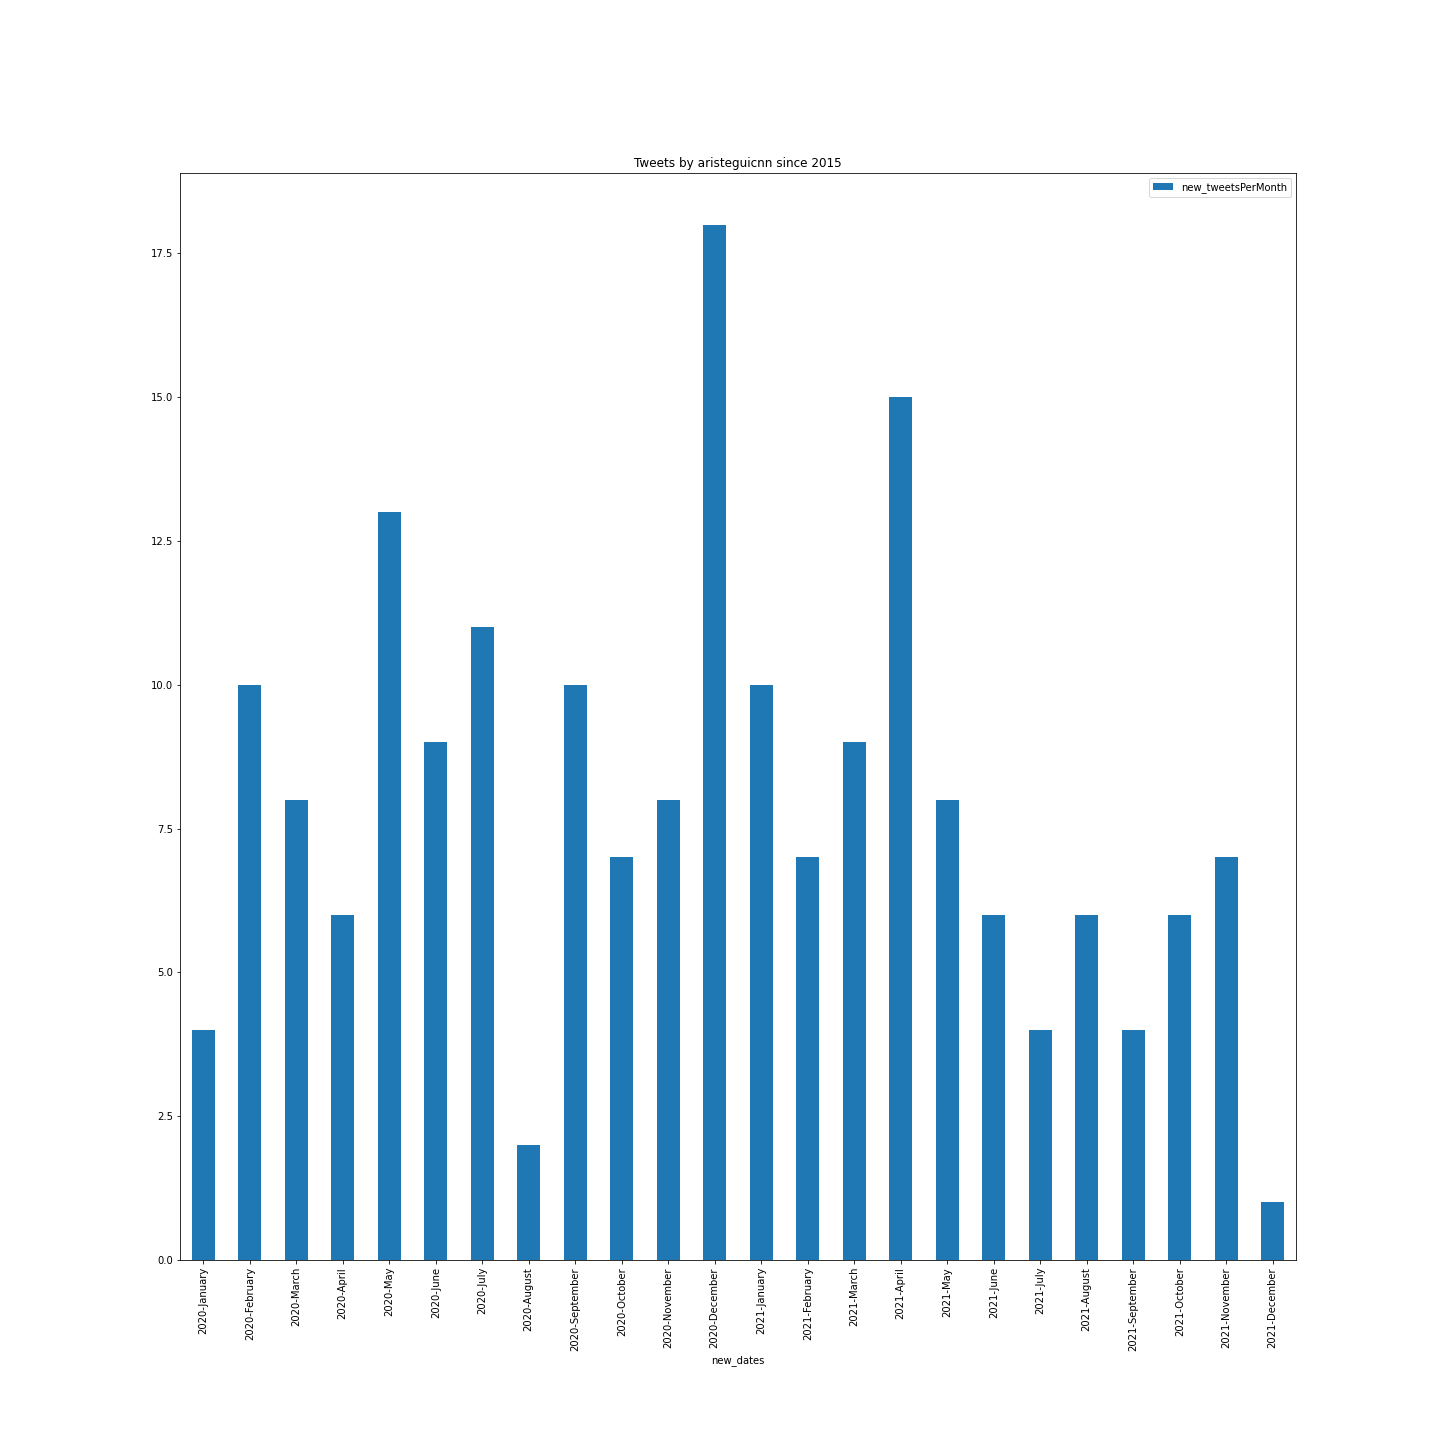 Tweets by aristeguicnn since 2015
new_tweetsPerMonth
17.5
15.0
12.5
10.0
7.5
5.0
2.5
0.0
2020-January
2020-February
2020-March
2020-April
2020-May
2020-June
2020-July
2020-August
2020-September
2020-October
2020-November
2020-December
2021-January
2021-February
2021-March
2021-April
2021-May
2021-June
2021-July
2021-August
2021-September
2021-October
2021-November
2021-December
new_dates